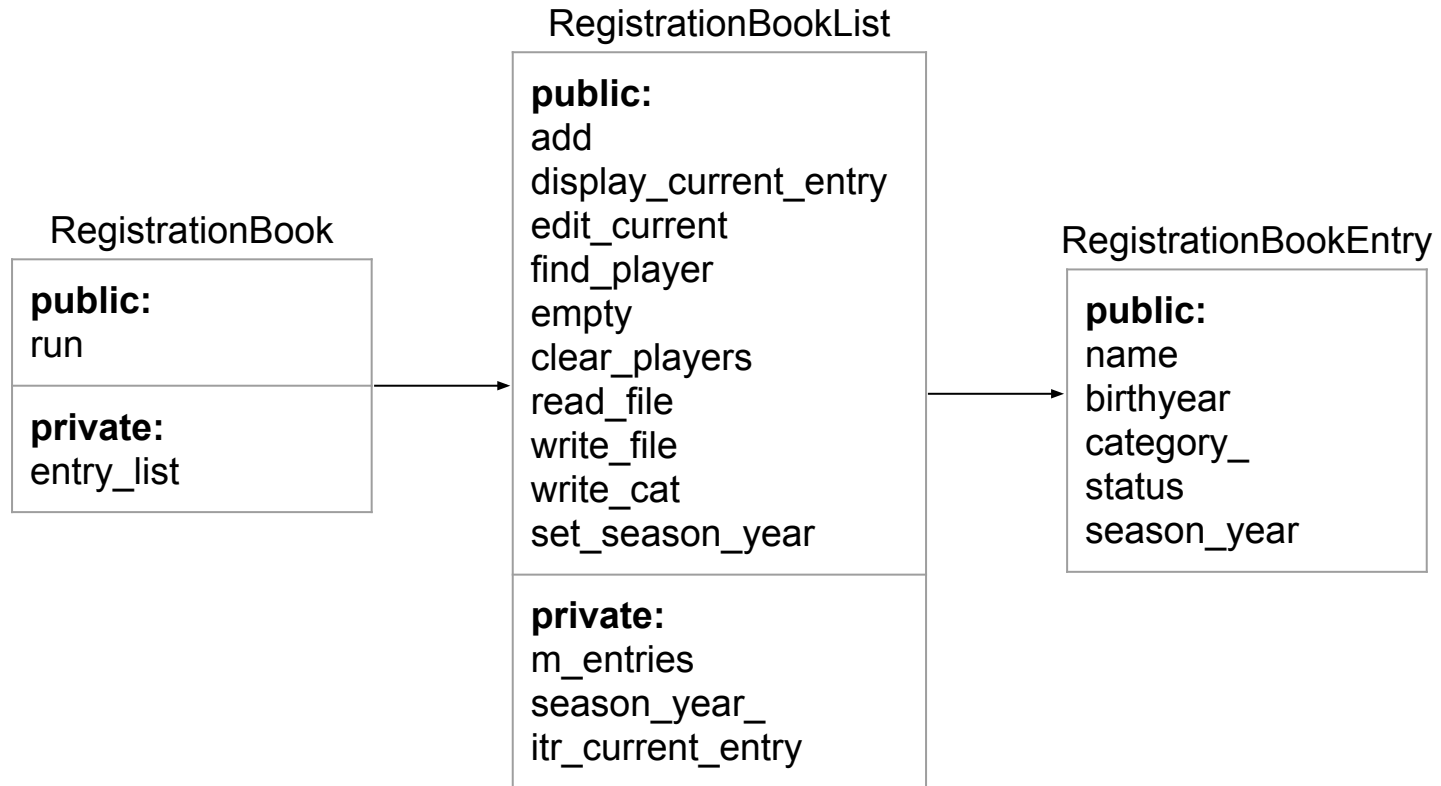 RegistrationBook
public:
run
private:
entry_list
RegistrationBookList
public:
add
display_current_entry
edit_current
find_player
empty
clear_players
read_file
write_file
write_cat
set_season_year
private:
m_entries
season_year_
itr_current_entry
RegistrationBookEntry
public:
name
birthyear
category_
status
season_year